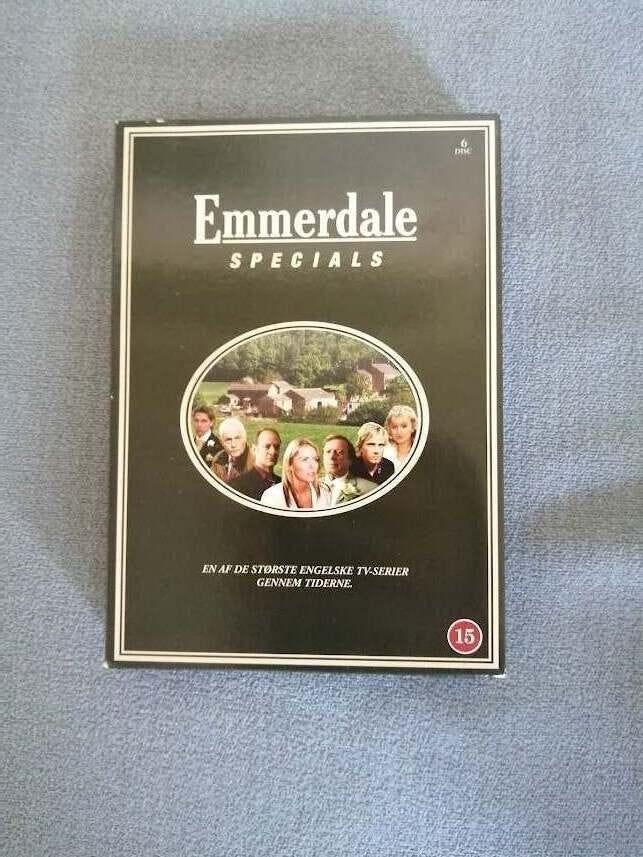 6
DISC
Emmerdale
SPECIALS
EN AF DE STØRSTE ENGELSKE TV-SERIER
GENNEM TIDERNE.
15